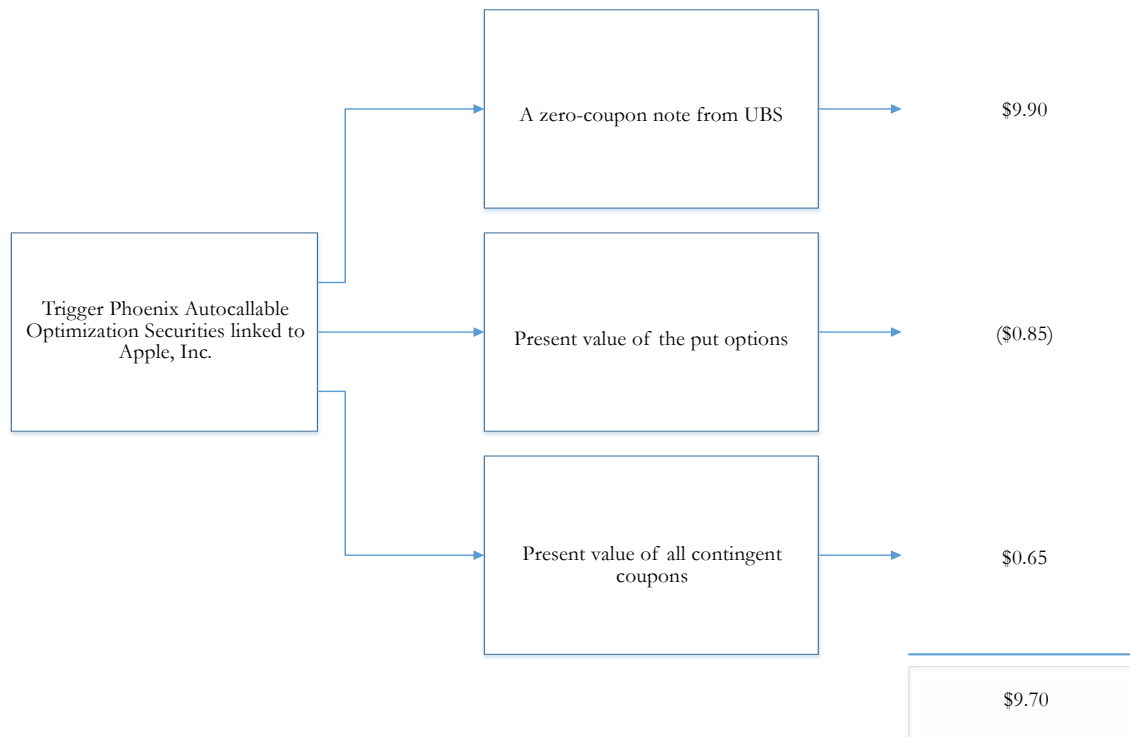 A zero-coupon note from UBS
$9.90
Trigger Phoenix Autocallable
Optimization Securities linked to
Apple, Inc.
Present value of the put options
($0.85)
Present value of all contingent
coupons
$0.65
$9.70